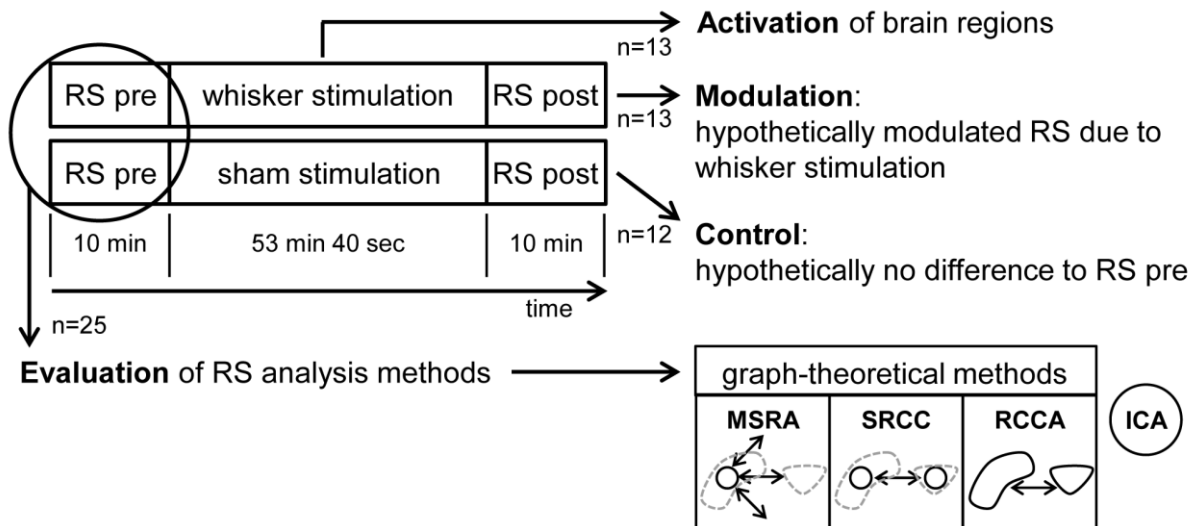 Activation of brain regions
n=13
RS pre
whisker stimulation
RS post
n=13
Modulation:
hypothetically modulated RS due to
whisker stimulation
RS pre
sham stimulation
RS post
n=12
Control:
hypothetically no difference to RS pre
10 min
53 min 40 sec
10 min
time
n=25
Evaluation of RS analysis methods
graph-theoretical methods
MSRA
SRCC
RCCA
ICA